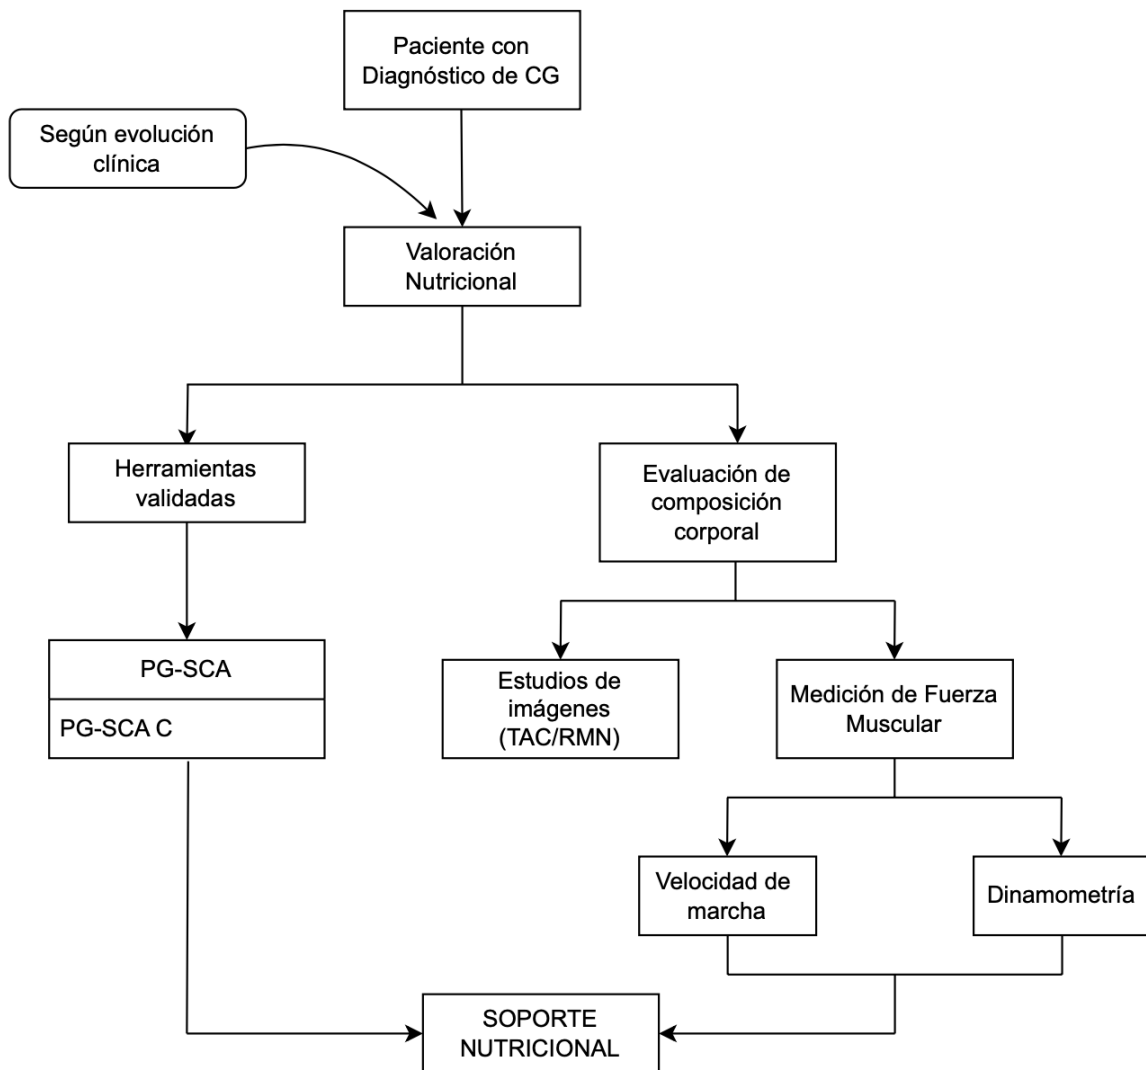 Paciente con
Diagnóstico de CG
Según evolución
clínica
Valoración
Nutricional
Herramientas
validadas
Evaluación de
composición
corporal
PG-SCA
PG-SCA C
Estudios de
imágenes
(TAC/RMN)
Medición de Fuerza
Muscular
Velocidad de
marcha
Dinamometría
SOPORTE
NUTRICIONAL